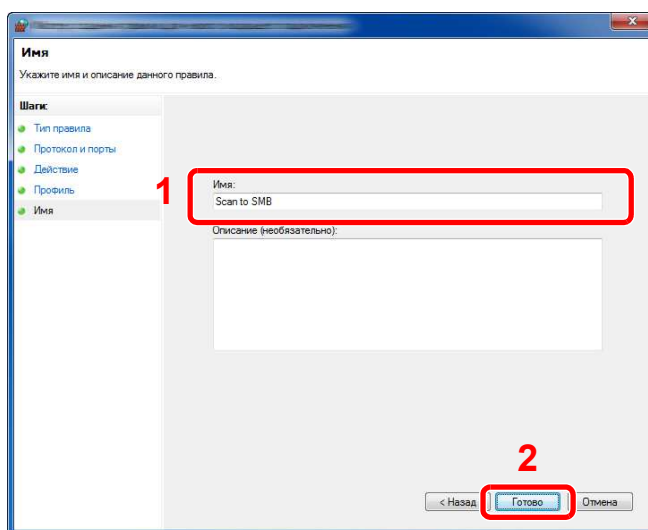 Имя
Укажите имя и описание данного правила.
Шаги:
Тип правила
Протокол и порты
Действие
Профиль
Имя
1
Имя:
Scan to SMB
Описание (необязательно):
2
< Назад
Готово
Отмена